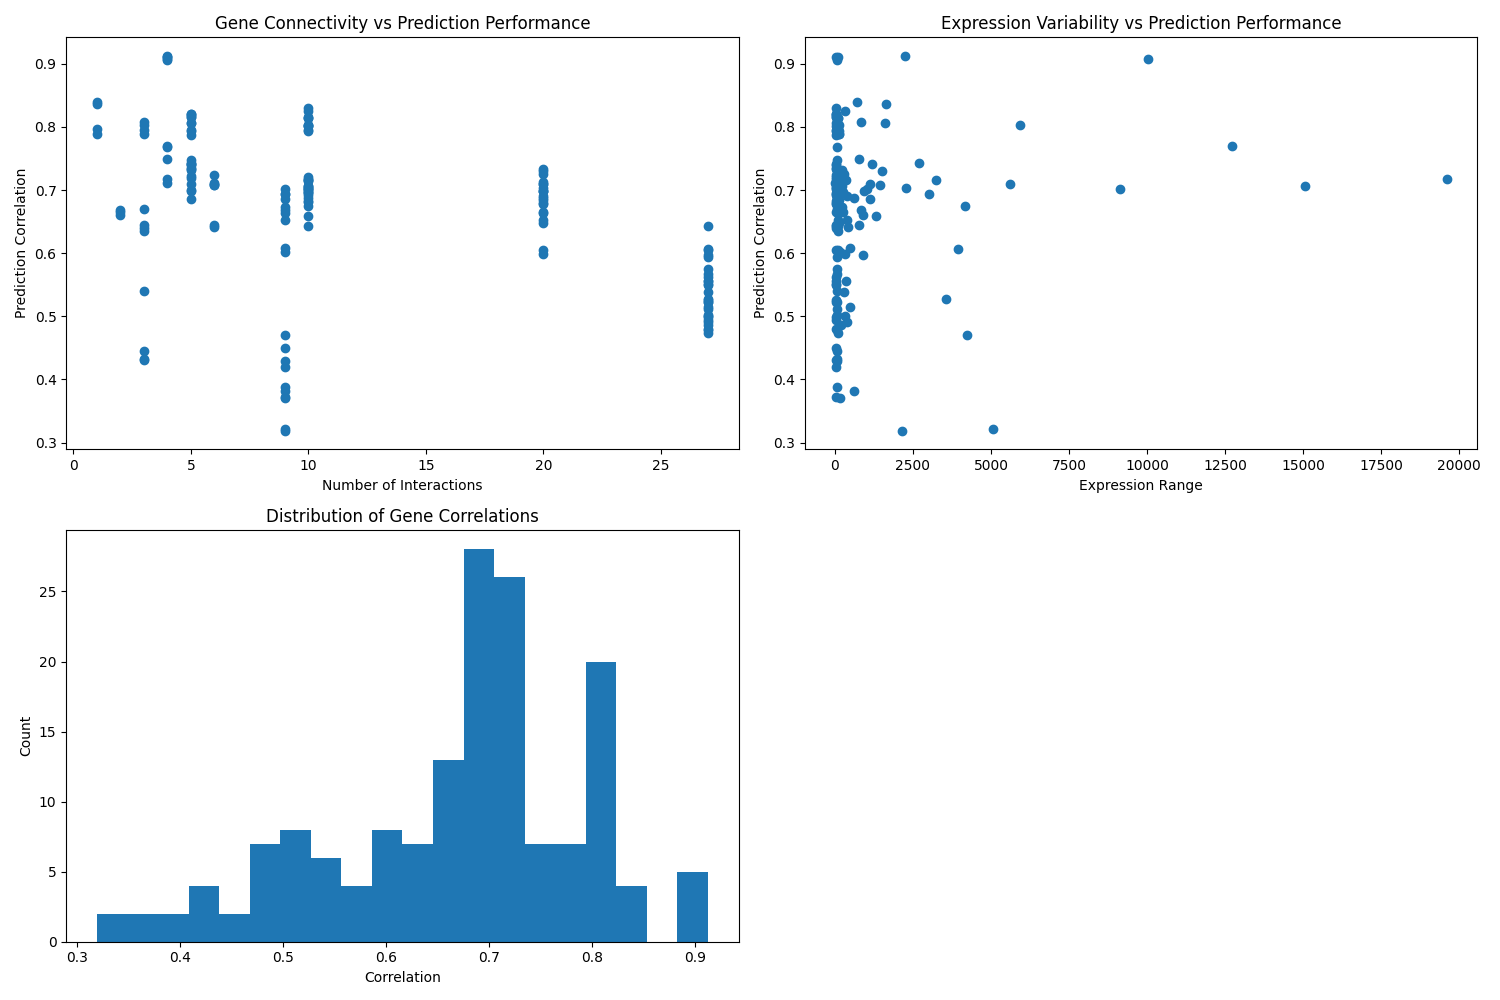 Gene Connectivity vs Prediction Performance
Prediction Correlation
0.9
0.8
0.7
0.6
0.5
0.4
0.3
0 5 10 15 20 25
Number of Interactions
Expression Variability vs Prediction Performance
Prediction Correlation
0.9
0.8
0.7
0.6
0.5
0.4
0.3
0 2500 5000 7500 10000 12500 15000 17500 20000
Expression Range
Distribution of Gene Correlations
Count
25
20
15
10
5
0
0.3 0.4 0.5 0.6 0.7 0.8 0.9
Correlation